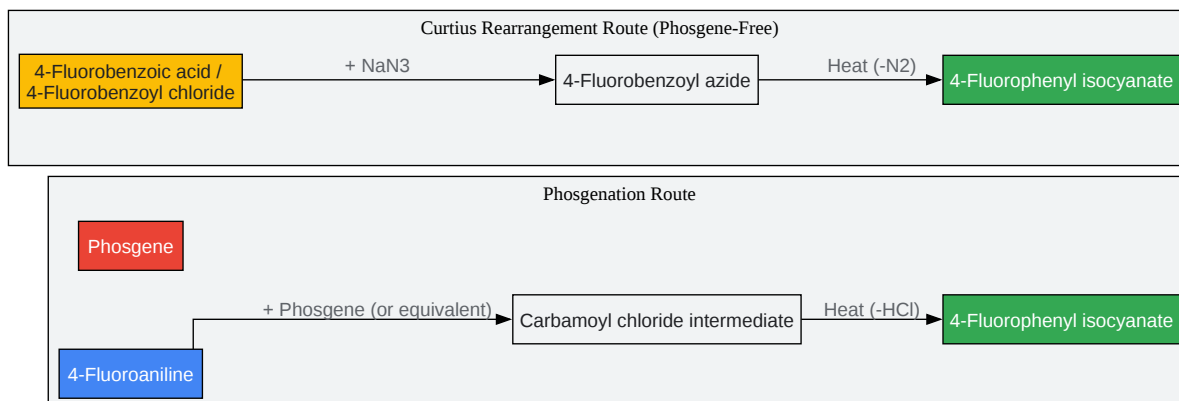 Curtius Rearrangement Route (Phosgene-Free)
4-Fluorobenzoic acid /
4-Fluorobenzoyl chloride
+ NaN3
4-Fluorobenzoyl azide
Heat (-N2)
4-Fluorophenyl isocyanate
Phosgenation Route
Phosgene
4-Fluoroaniline
+ Phosgene (or equivalent)
Carbamoyl chloride intermediate
Heat (-HCl)
4-Fluorophenyl isocyanate